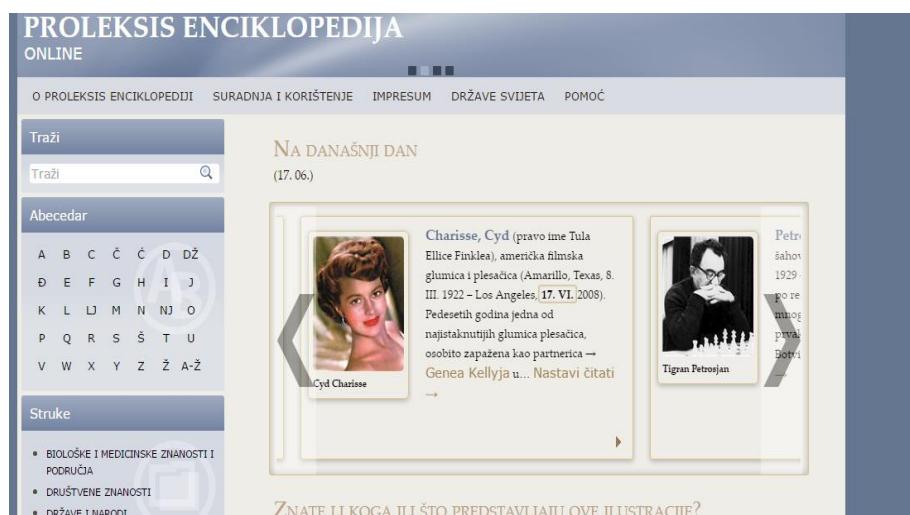 PROLEKSIS ENCIKLOPEDIJA
ONLINE
O PROLEKSIS ENCIKLOPEDIJI SURADNJA I KORIŠTENJE IMPRESUM DRŽAVE SVIJETA POMOĆ
Traži
Traži
Abecedar
A B C Č Ć D DŽ
Đ E F G H I J
K L LJ M N NJ O
P Q R S Š T U
V W X Y Z Ž A-Ž
Struke
BIOLOŠKE I MEDICINSKE ZNANOSTI I
PODRUČJA
DRUŠTVENE ZNANOSTI
DRŽAVE I NARODI
NA DANAŠNJI DAN
(17. 06.)
Cyd Charisse
Charisse, Cyd (pravo ime Tula
Ellice Finklea), američka filmska
glumica i plesačica (Amarillo, Texas, 8.
III. 1922 – Los Angeles, 17. VI. 2008).
Pedesetih godina jedna od
najistaknutijih glumica plesačica,
osobito zapažena kao partnerica →
Genea Kellyja u... Nastavi čitati
→
Tigran Petrosjan
1929
po re
ZNATE LI KOGA ILI ŠTO PREDSTAVLJAJU OVE ILUSTRACIJE?